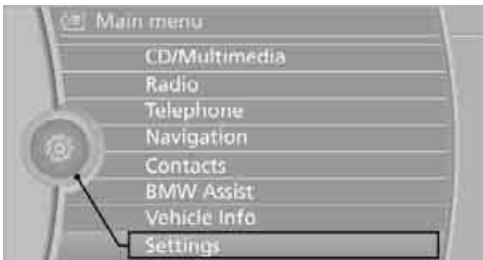 Main menu
CD/Multimedia
Radio
Telephone
Navigation
Contacts
BMW Assist
Vehicle Info
Settings